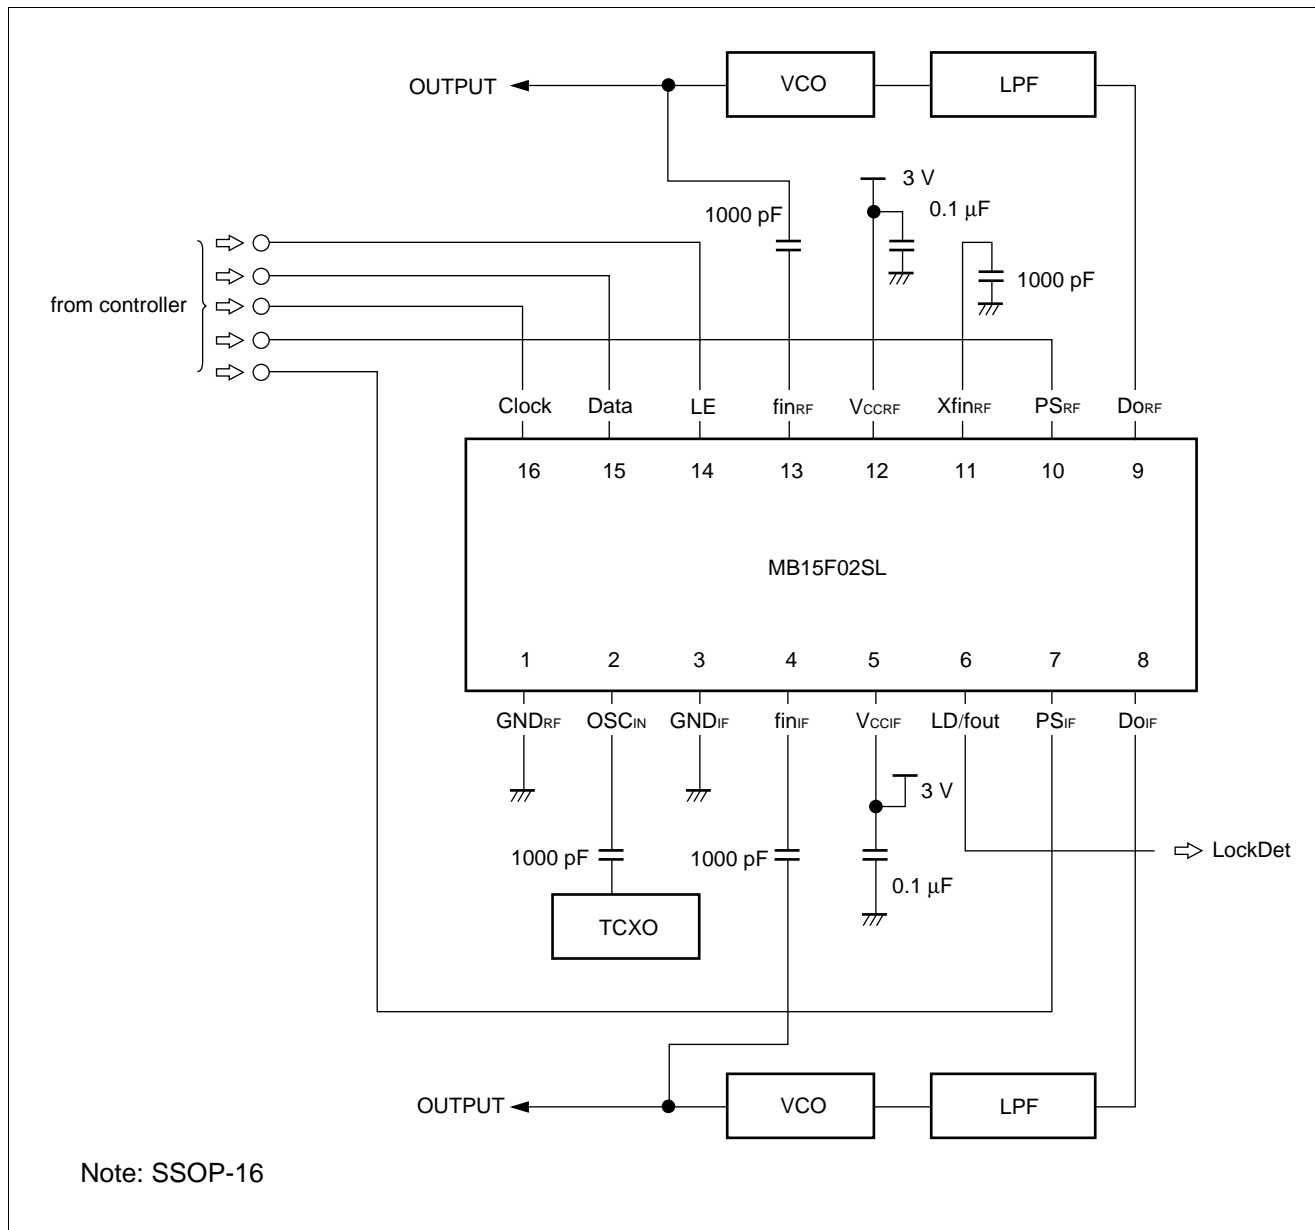 OUTPUT
VCO
LPF
3 V
0.1 μF
1000 pF
1000 pF
from controller
Clock Data LE finRF VCCRF XfinRF PSRF DoRF
16 15 14 13 12 11 10 9
MB15F02SL
1 2 3 4 5 6 7 8
GNDRF OSCIN GNDIF finIF VCCIF LD/fout PSIF DoIF
3 V
1000 pF
1000 pF
LockDet
0.1 μF
TCXO
OUTPUT
VCO
LPF
Note: SSOP-16